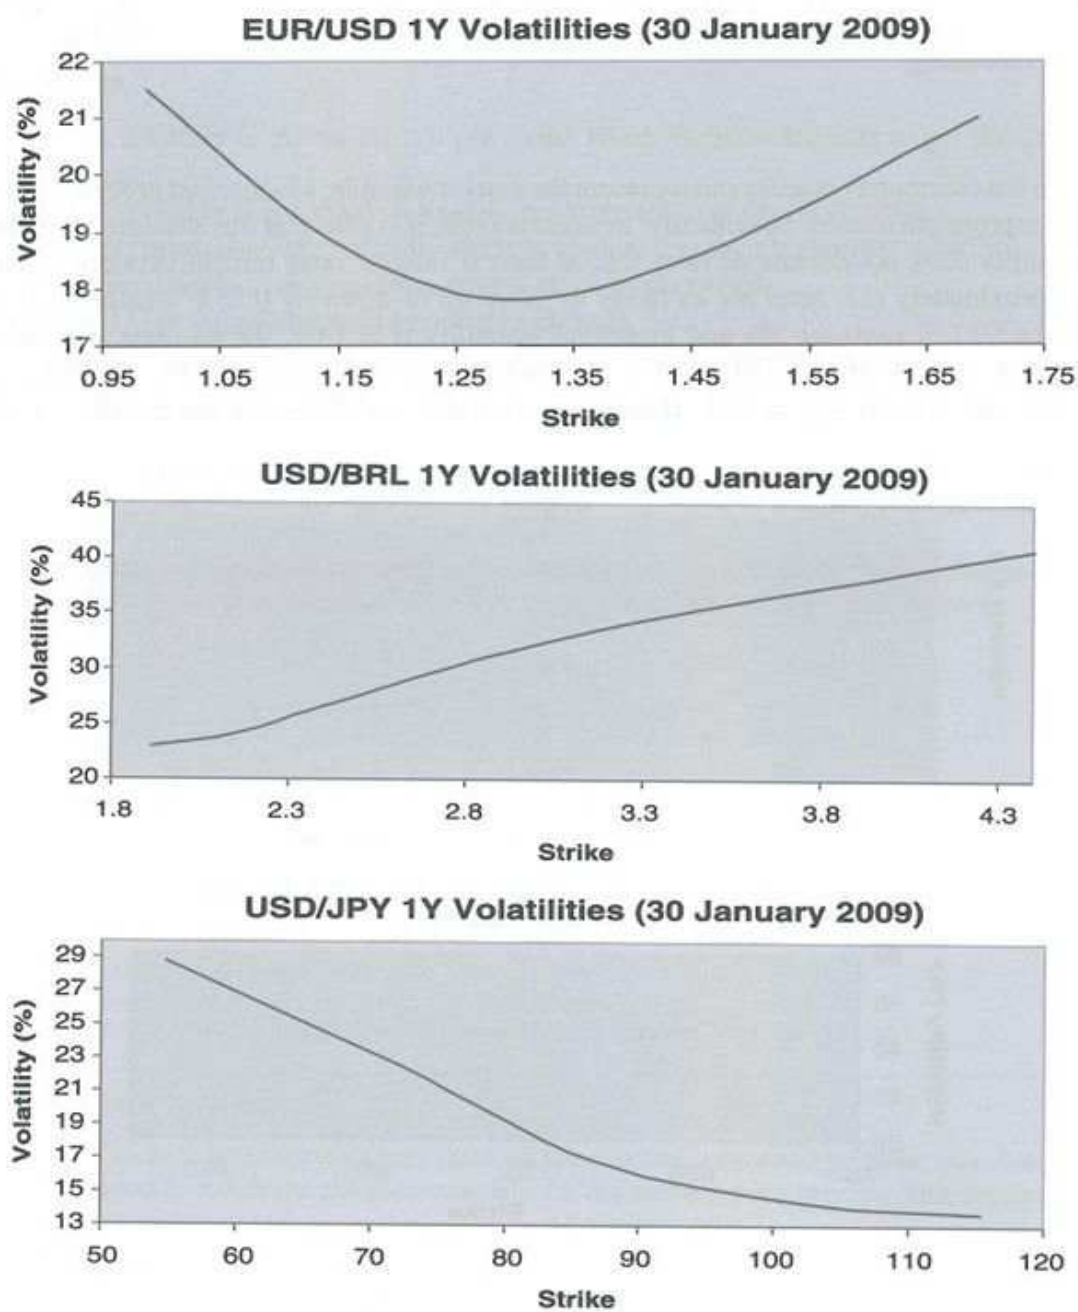 EUR/USD 1Y Volatilities (30 January 2009)
22
21
20
19
18
17
Volatility (%)
0.95 1.05 1.15 1.25 1.35 1.45 1.55 1.65 1.75
Strike
USD/BRL 1Y Volatilities (30 January 2009)
45
40
35
30
25
20
Volatility (%)
1.8 2.3 2.8 3.3 3.8 4.3
Strike
USD/JPY 1Y Volatilities (30 January 2009)
29
27
25
23
21
19
17
15
13
Volatility (%)
50 60 70 80 90 100 110 120
Strike